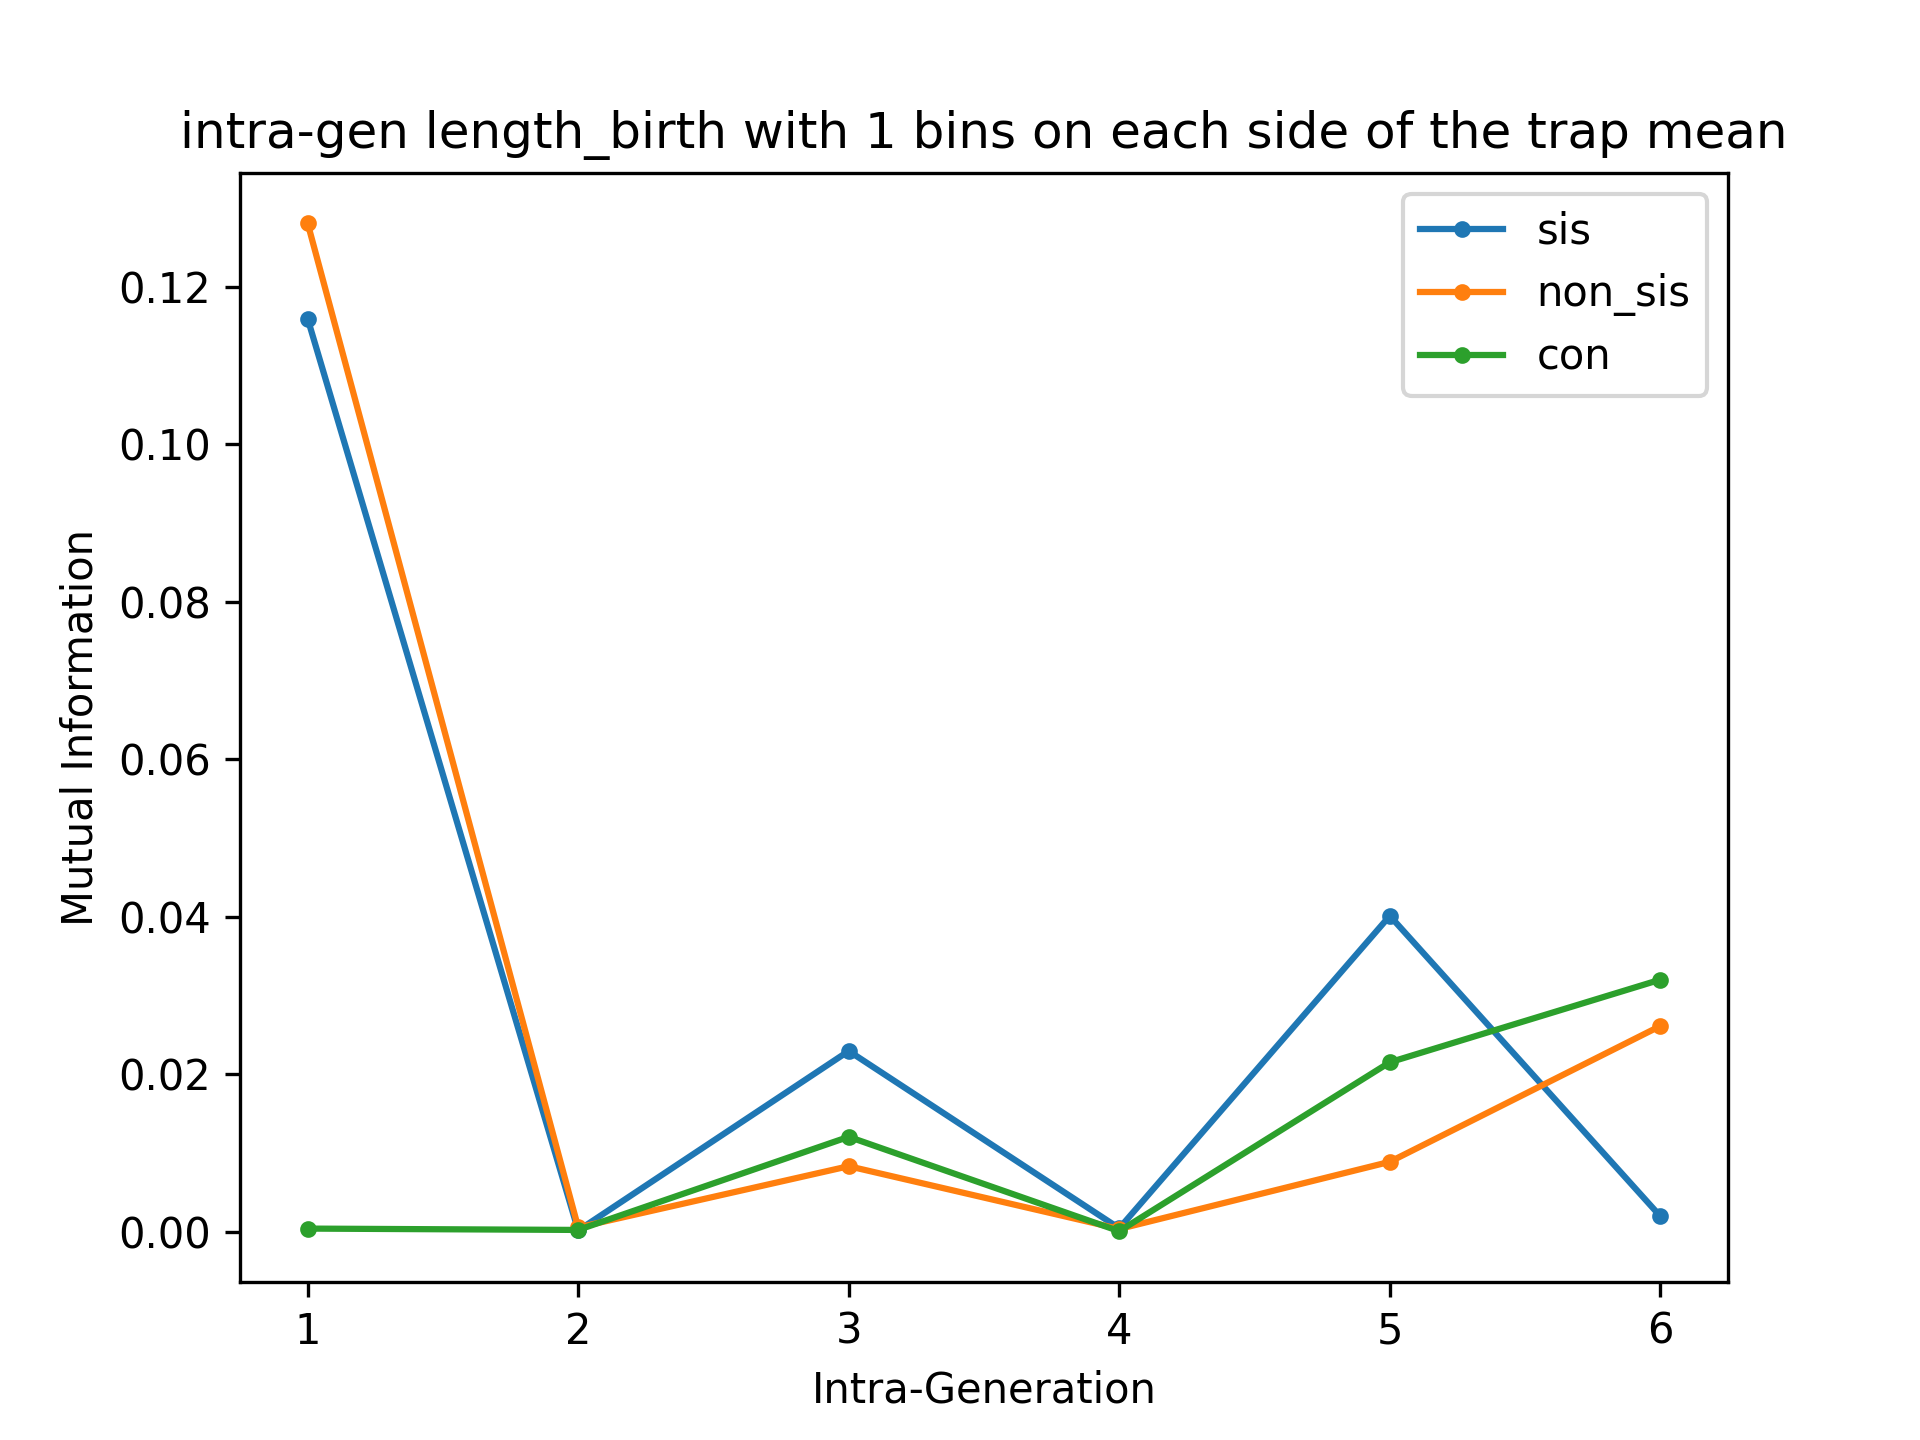 intra-gen length_birth with 1 bins on each side of the trap mean
sis
non_sis
con
Mutual Information
0.12
0.10
0.08
0.06
0.04
0.02
0.00
1 2 3 4 5 6
Intra-Generation